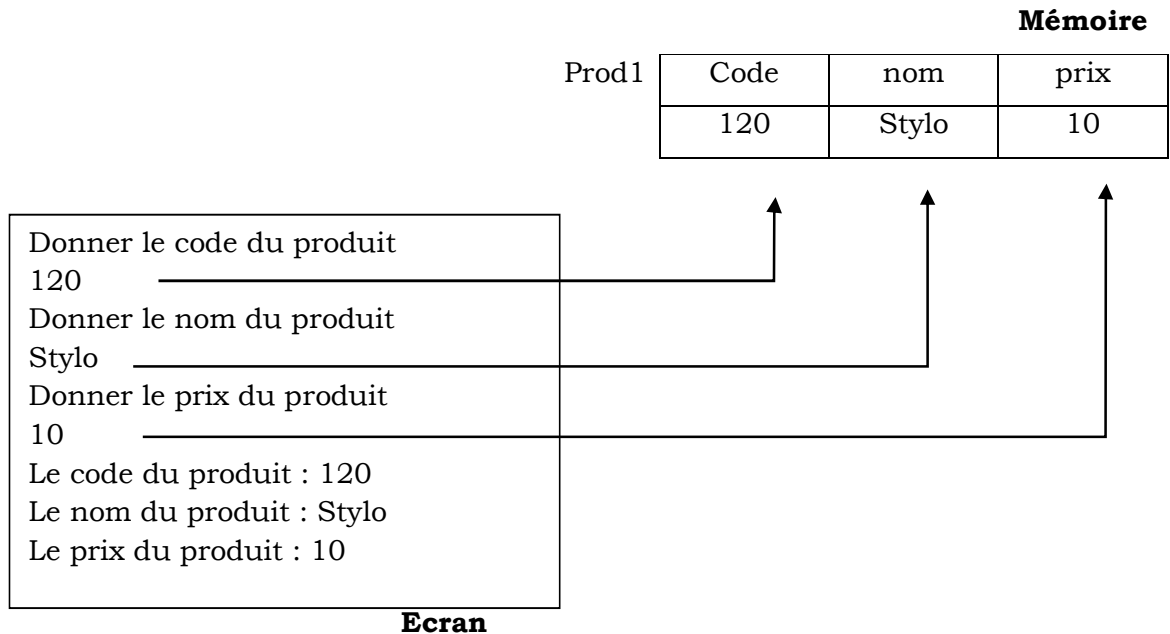 Mémoire
Prod1 Code nom prix
120 Stylo 10
Donner le code du produit
120
Donner le nom du produit
Stylo
Donner le prix du produit
10
Le code du produit : 120
Le nom du produit : Stylo
Le prix du produit : 10
Ecran